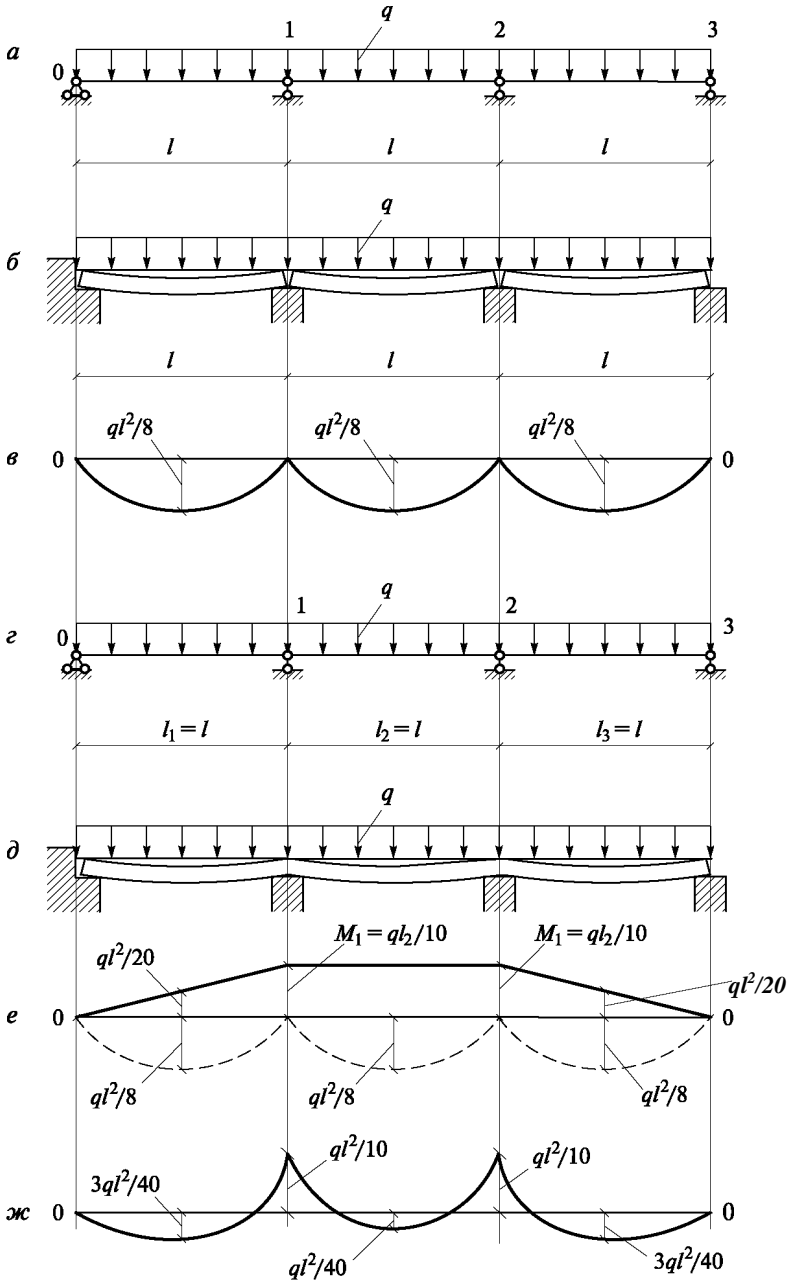 q
1 2 3
а
0
l l l
q
б
l l l
ql²/8 ql²/8 ql²/8
в 0 0
q
1 2 3
г 0
l₁ = l l₂ = l l₃ = l
q
д
M₁ = ql₂/10 M₁ = ql₂/10
ql²/20 ql²/20
е 0 0
ql²/8 ql²/8 ql²/8
ql²/10 ql²/10
3ql²/40
ж 0 0
ql²/40 3ql²/40